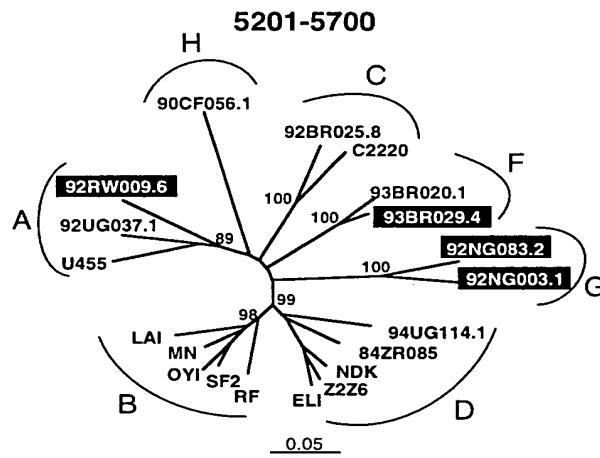 5201-5700
H
90CF056.1
C
92BR025.8
C2220
100
F
93BR020.1
100
93BR029.4
92RW009.6
A
92UG037.1
89
U455
92NG083.2
100
92NG003.1
G
99
98
94UG114.1
LAI
84ZR085
MN
NDK
OYI
SF2
Z2Z6
RF
ELI
B
D
0.05